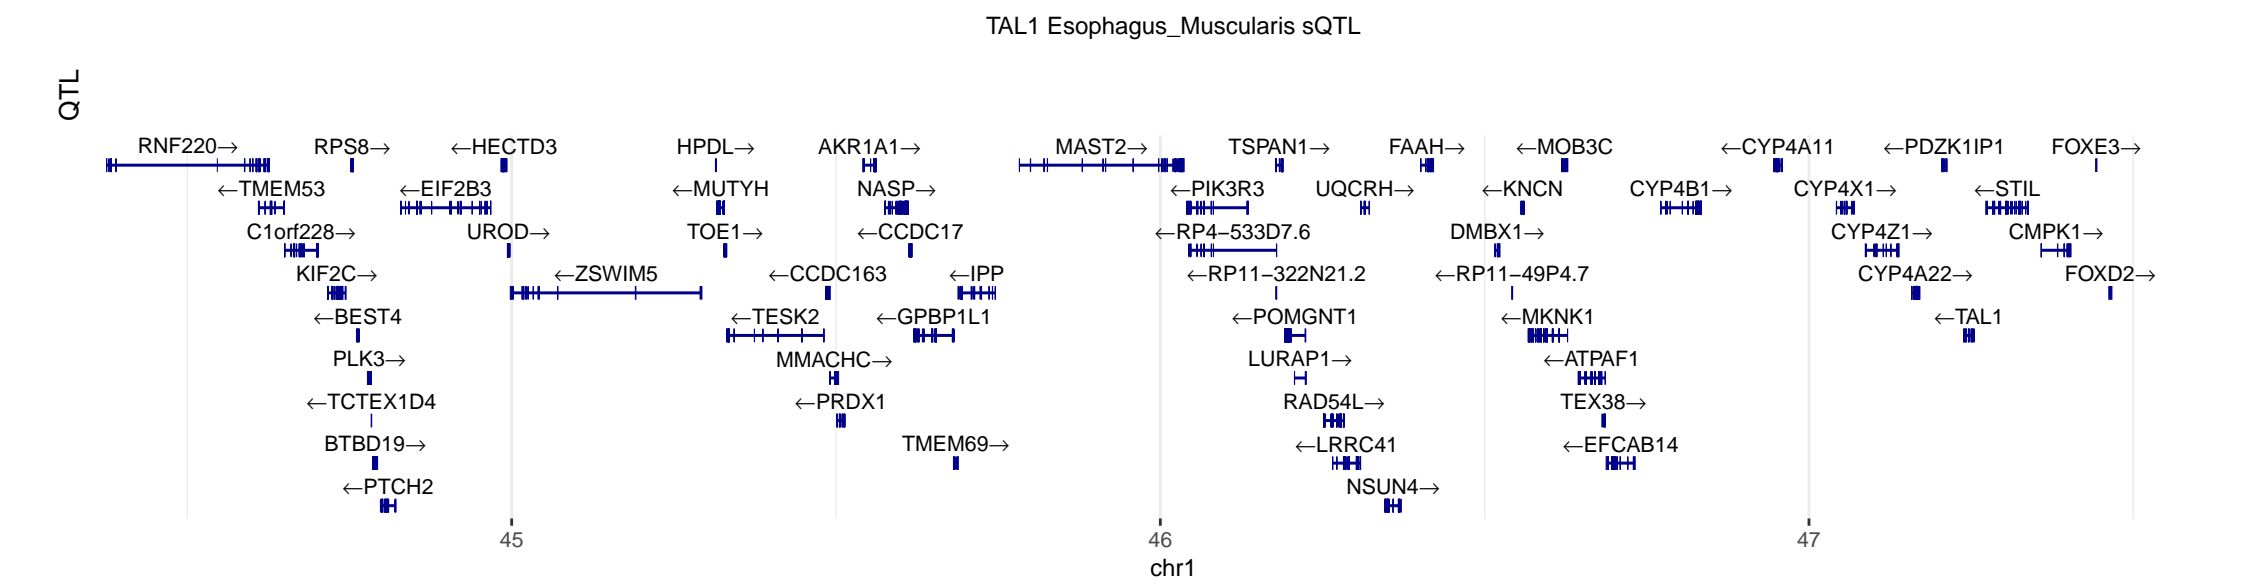 TAL1 Esophagus_Muscularis sQTL
QTL
RNF220→ RPS8→ ←HECTD3 HPDL→ AKR1A1→ MAST2→ TSPAN1→ FAAH→ ←MOB3C ←CYP4A11 ←PDZK1IP1 FOXE3→
←TMEM53 ←EIF2B3 ←MUTYH NASP→ ←PIK3R3 UQCRH→ ←KNCN CYP4B1→ CYP4X1→ ←STIL
C1orf228→ UROD→ TOE1→ ←CCDC17 ←RP4−533D7.6 DMBX1→ CYP4Z1→ CMPK1→
KIF2C→ ←ZSWIM5 ←CCDC163 ←IPP ←RP11−322N21.2 ←RP11−49P4.7 CYP4A22→ FOXD2→
←BEST4 ←TESK2 ←GPBP1L1 ←POMGNT1 ←MKNK1 ←TAL1
PLK3→ MMACHC→ LURAP1→ ←ATPAF1
←TCTEX1D4 ←PRDX1 RAD54L→ TEX38→
BTBD19→ TMEM69→ ←LRRC41 ←EFCAB14
←PTCH2 NSUN4→
45 46 47
chr1